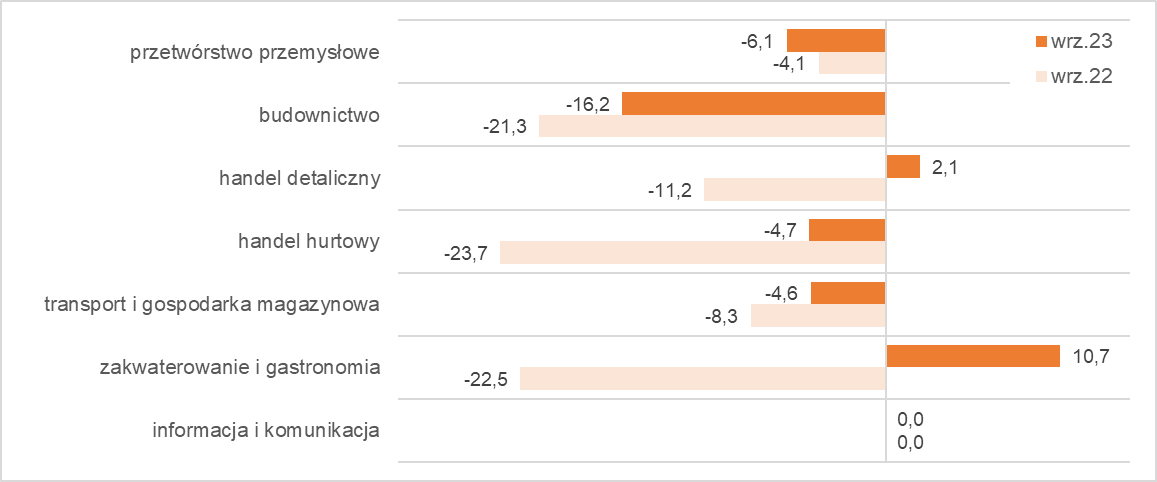 przetwórstwo przemysłowe
-6,1
-4,1
wrz.23
wrz.22
budownictwo
-16,2
-21,3
handel detaliczny
2,1
-11,2
handel hurtowy
-4,7
-23,7
transport i gospodarka magazynowa
-4,6
-8,3
zakwaterowanie i gastronomia
10,7
-22,5
informacja i komunikacja
0,0
0,0